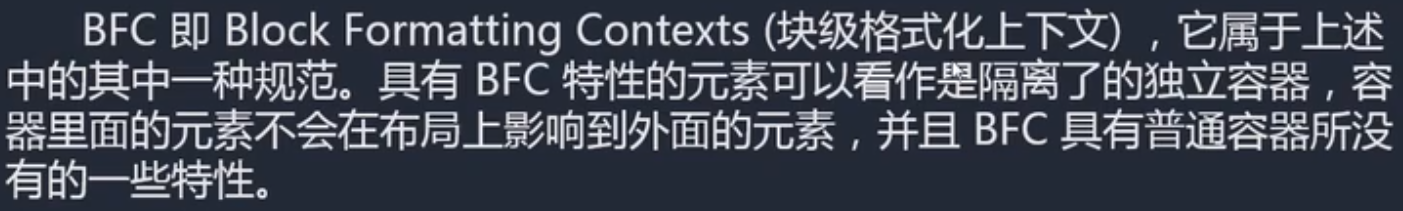 BFC 即 Block Formatting Contexts (块级格式化上下文) ，它属于上述
中的其中一种规范。具有 BFC 特性的元素可以看作是隔离了的独立容器，容
器里面的元素不会在布局上影响到外面的元素，并且 BFC 具有普通容器所没
有的一些特性。